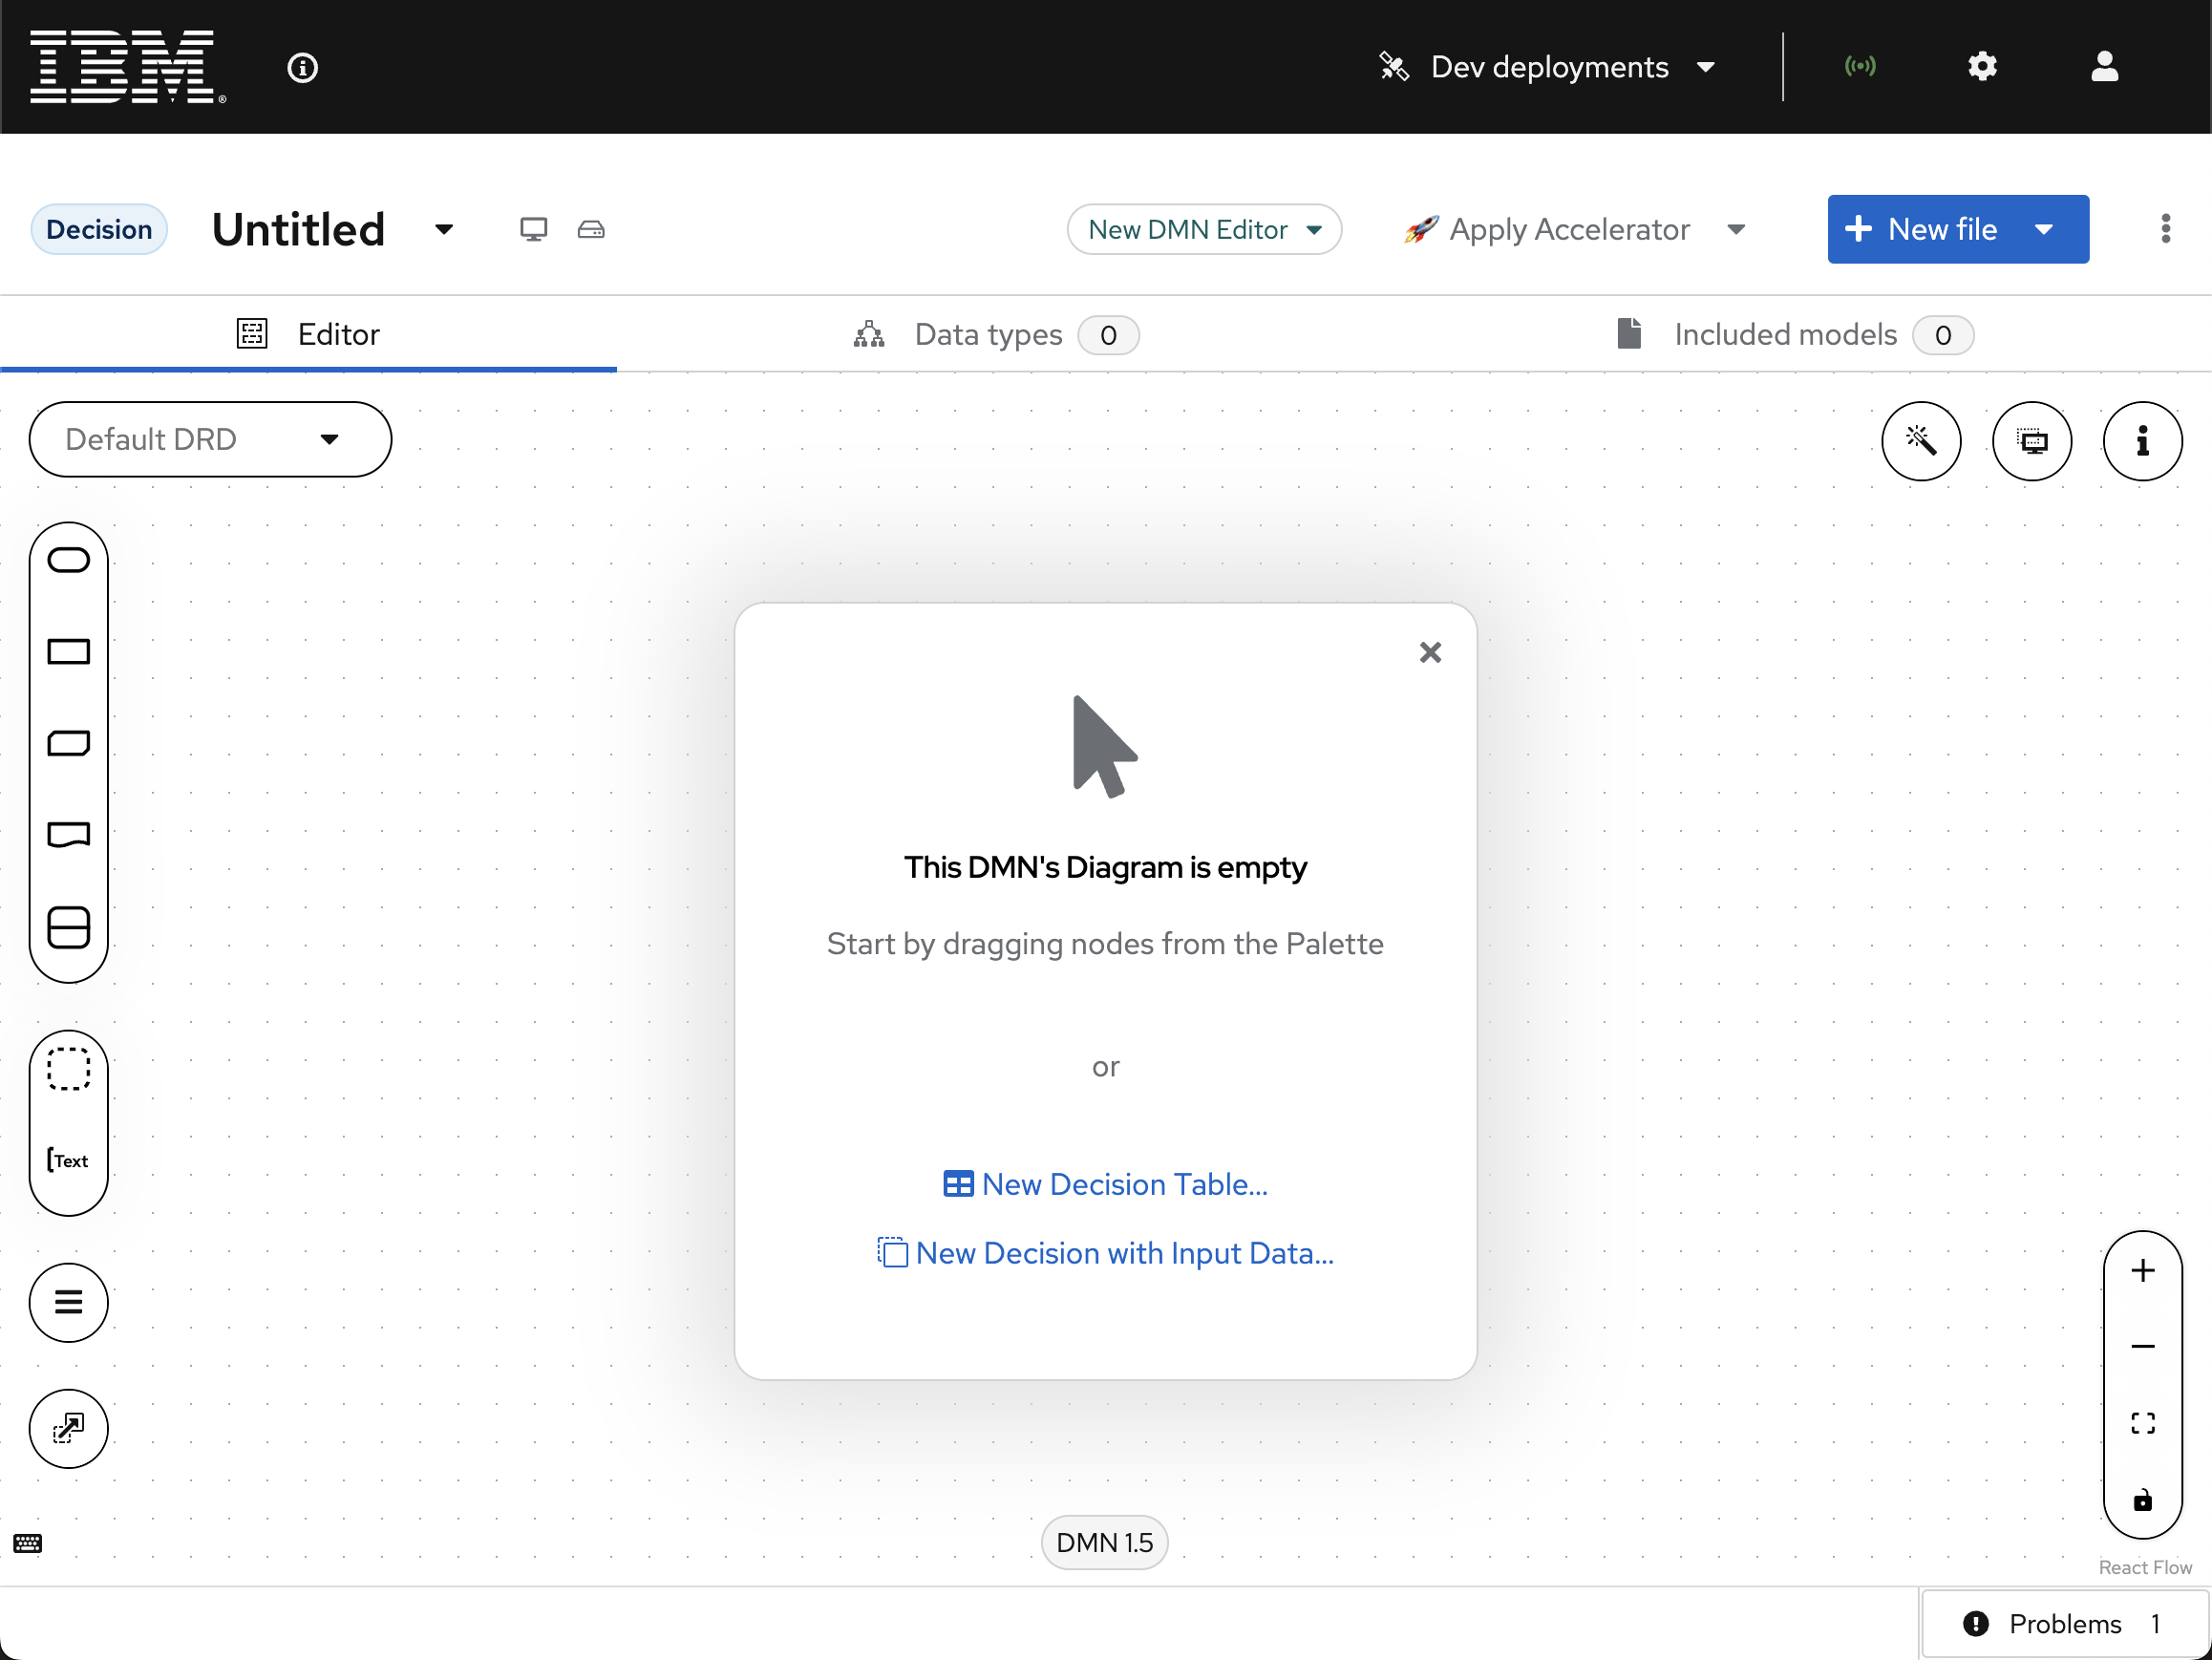 IBM®
Dev deployments
Decision
Untitled
New DMN Editor
Apply Accelerator
New file
Editor
Data types 0
Included models 0
Default DRD
This DMN's Diagram is empty
Start by dragging nodes from the Palette
or
New Decision Table...
New Decision with Input Data...
Text
DMN 1.5
React Flow
Problems 1